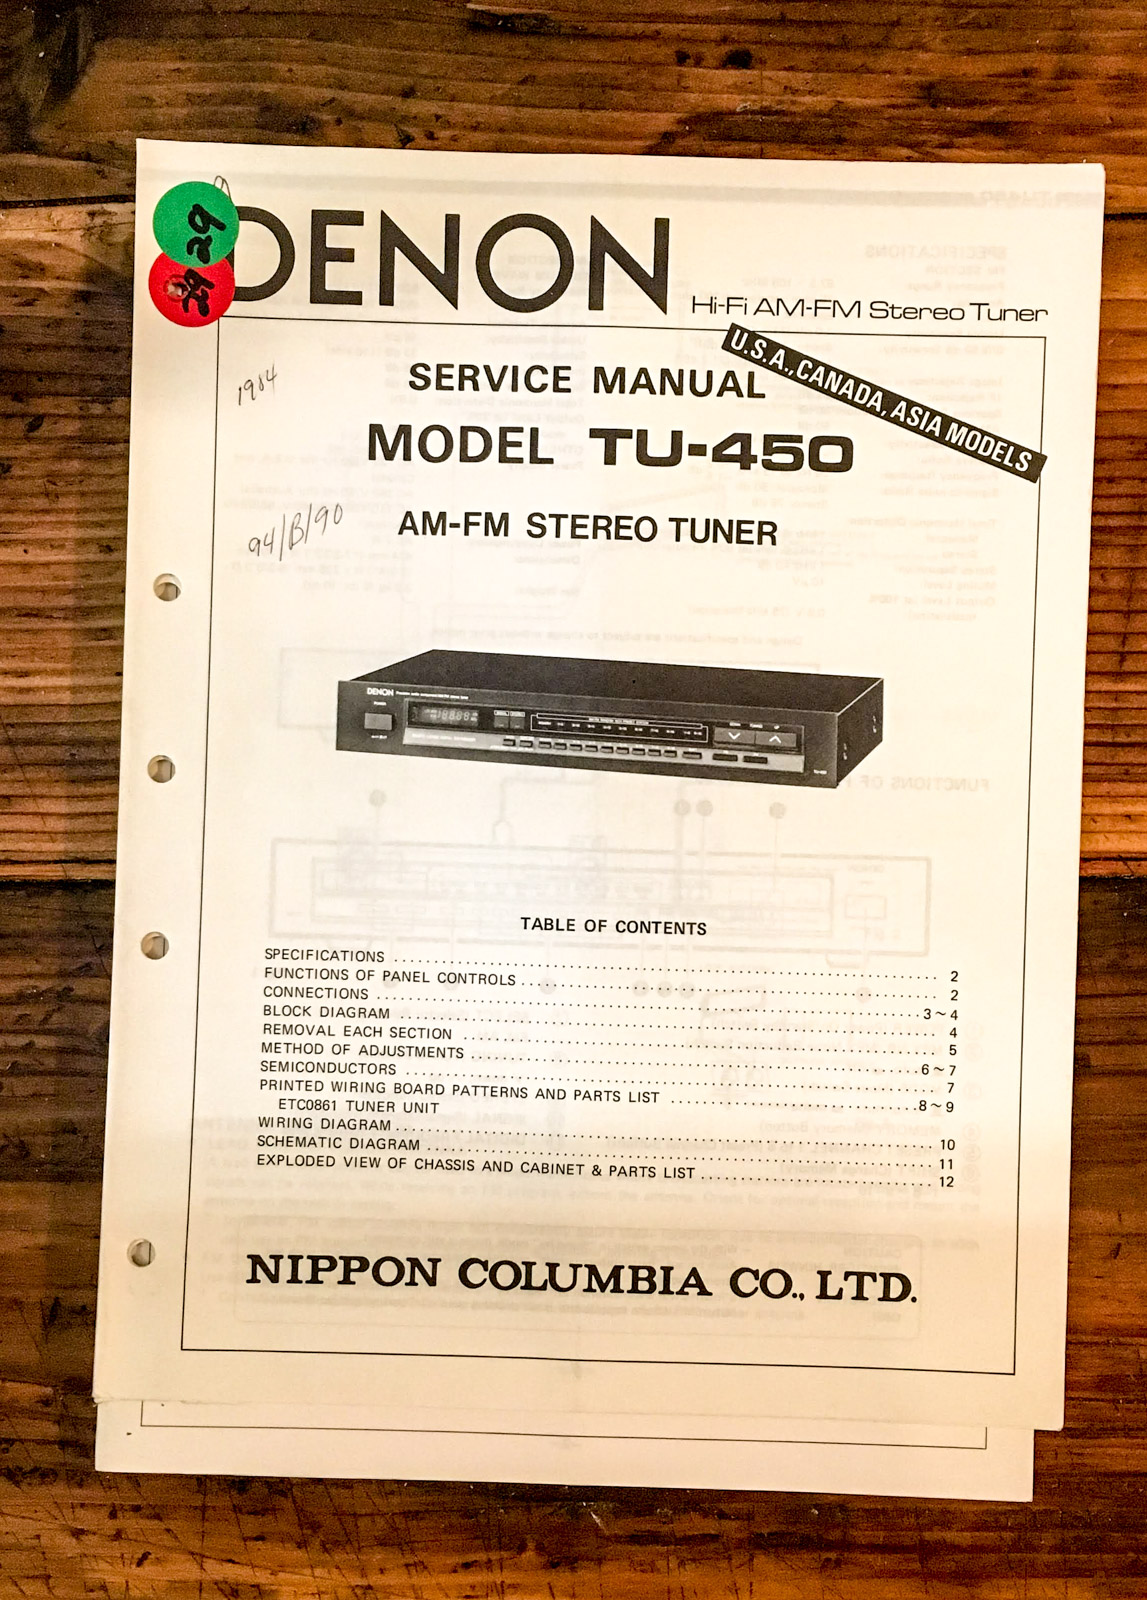 29
29
DENON
Hi-Fi AM-FM Stereo Tuner
U.S.A., CANADA, ASIA MODELS
1984
SERVICE MANUAL
MODEL TU-450
94/B/90
AM-FM STEREO TUNER
DENON
TABLE OF CONTENTS
SPECIFICATIONS 2
FUNCTIONS OF PANEL CONTROLS 2
CONNECTIONS 3~4
BLOCK DIAGRAM 4
REMOVAL EACH SECTION 5
METHOD OF ADJUSTMENTS 6~7
SEMICONDUCTORS 7
PRINTED WIRING BOARD PATTERNS AND PARTS LIST 8~9
ETC0861 TUNER UNIT
WIRING DIAGRAM 10
SCHEMATIC DIAGRAM 11
EXPLODED VIEW OF CHASSIS AND CABINET & PARTS LIST 12
NIPPON COLUMBIA CO., LTD.